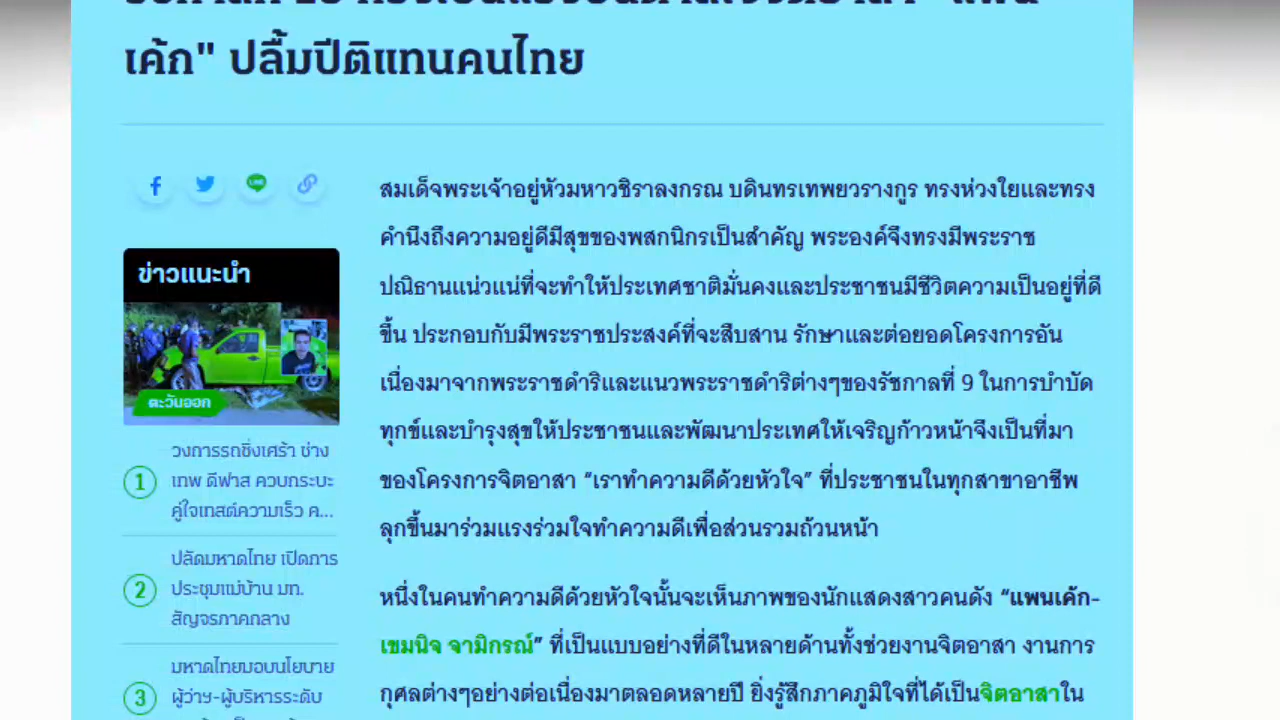 เค้ก" ปลื้มปีติแทนคนไทย
สมเด็จพระเจ้าอยู่หัวมหาวชิราลงกรณ บดินทรเทพยวรางกูร ทรงห่วงใยและทรง
คำนึงถึงความอยู่ดีมีสุขของพสกนิกรเป็นสำคัญ พระองค์จึงทรงมีพระราช
ปณิธานแน่วแน่ที่จะทำให้ประเทศชาติมั่นคงและประชาชนมีชีวิตความเป็นอยู่ที่ดี
ขึ้น ประกอบกับมีพระราชประสงค์ที่จะสืบสาน รักษาและต่อยอดโครงการอัน
เนื่องมาจากพระราชดำริและแนวพระราชดำริต่างๆของรัชกาลที่ 9 ในการบำบัด
ทุกข์และบำรุงสุขให้ประชาชนและพัฒนาประเทศให้เจริญก้าวหน้าจึงเป็นที่มา
ของโครงการจิตอาสา “เราทำความดีด้วยหัวใจ” ที่ประชาชนในทุกสาขาอาชีพ
ลุกขึ้นมาร่วมแรงร่วมใจทำความดีเพื่อส่วนรวมถ้วนหน้า
หนึ่งในคนทำความดีด้วยหัวใจนั้นจะเห็นภาพของนักแสดงสาวคนดัง “แพนเค้ก-
เขมนิจ จามิกรณ์” ที่เป็นแบบอย่างที่ดีในหลายด้านทั้งช่วยงานจิตอาสา งานการ
กุศลต่างๆอย่างต่อเนื่องมาตลอดหลายปี ยิ่งรู้สึกภาคภูมิใจที่ได้เป็นจิตอาสาใน
ข่าวแนะนำ
ตะวันออก
1
วงการรถซิ่งเศร้า ช่าง
เทพ ดีฟาส ควบกระบะ
คู่ใจเทสต์ความเร็ว ค...
2
ปลัดมหาดไทย เปิดการ
ประชุมแม่บ้าน มท.
สัญจรภาคกลาง
3
มหาดไทยมอบนโยบาย
ผู้ว่าฯ-ผู้บริหารระดับ